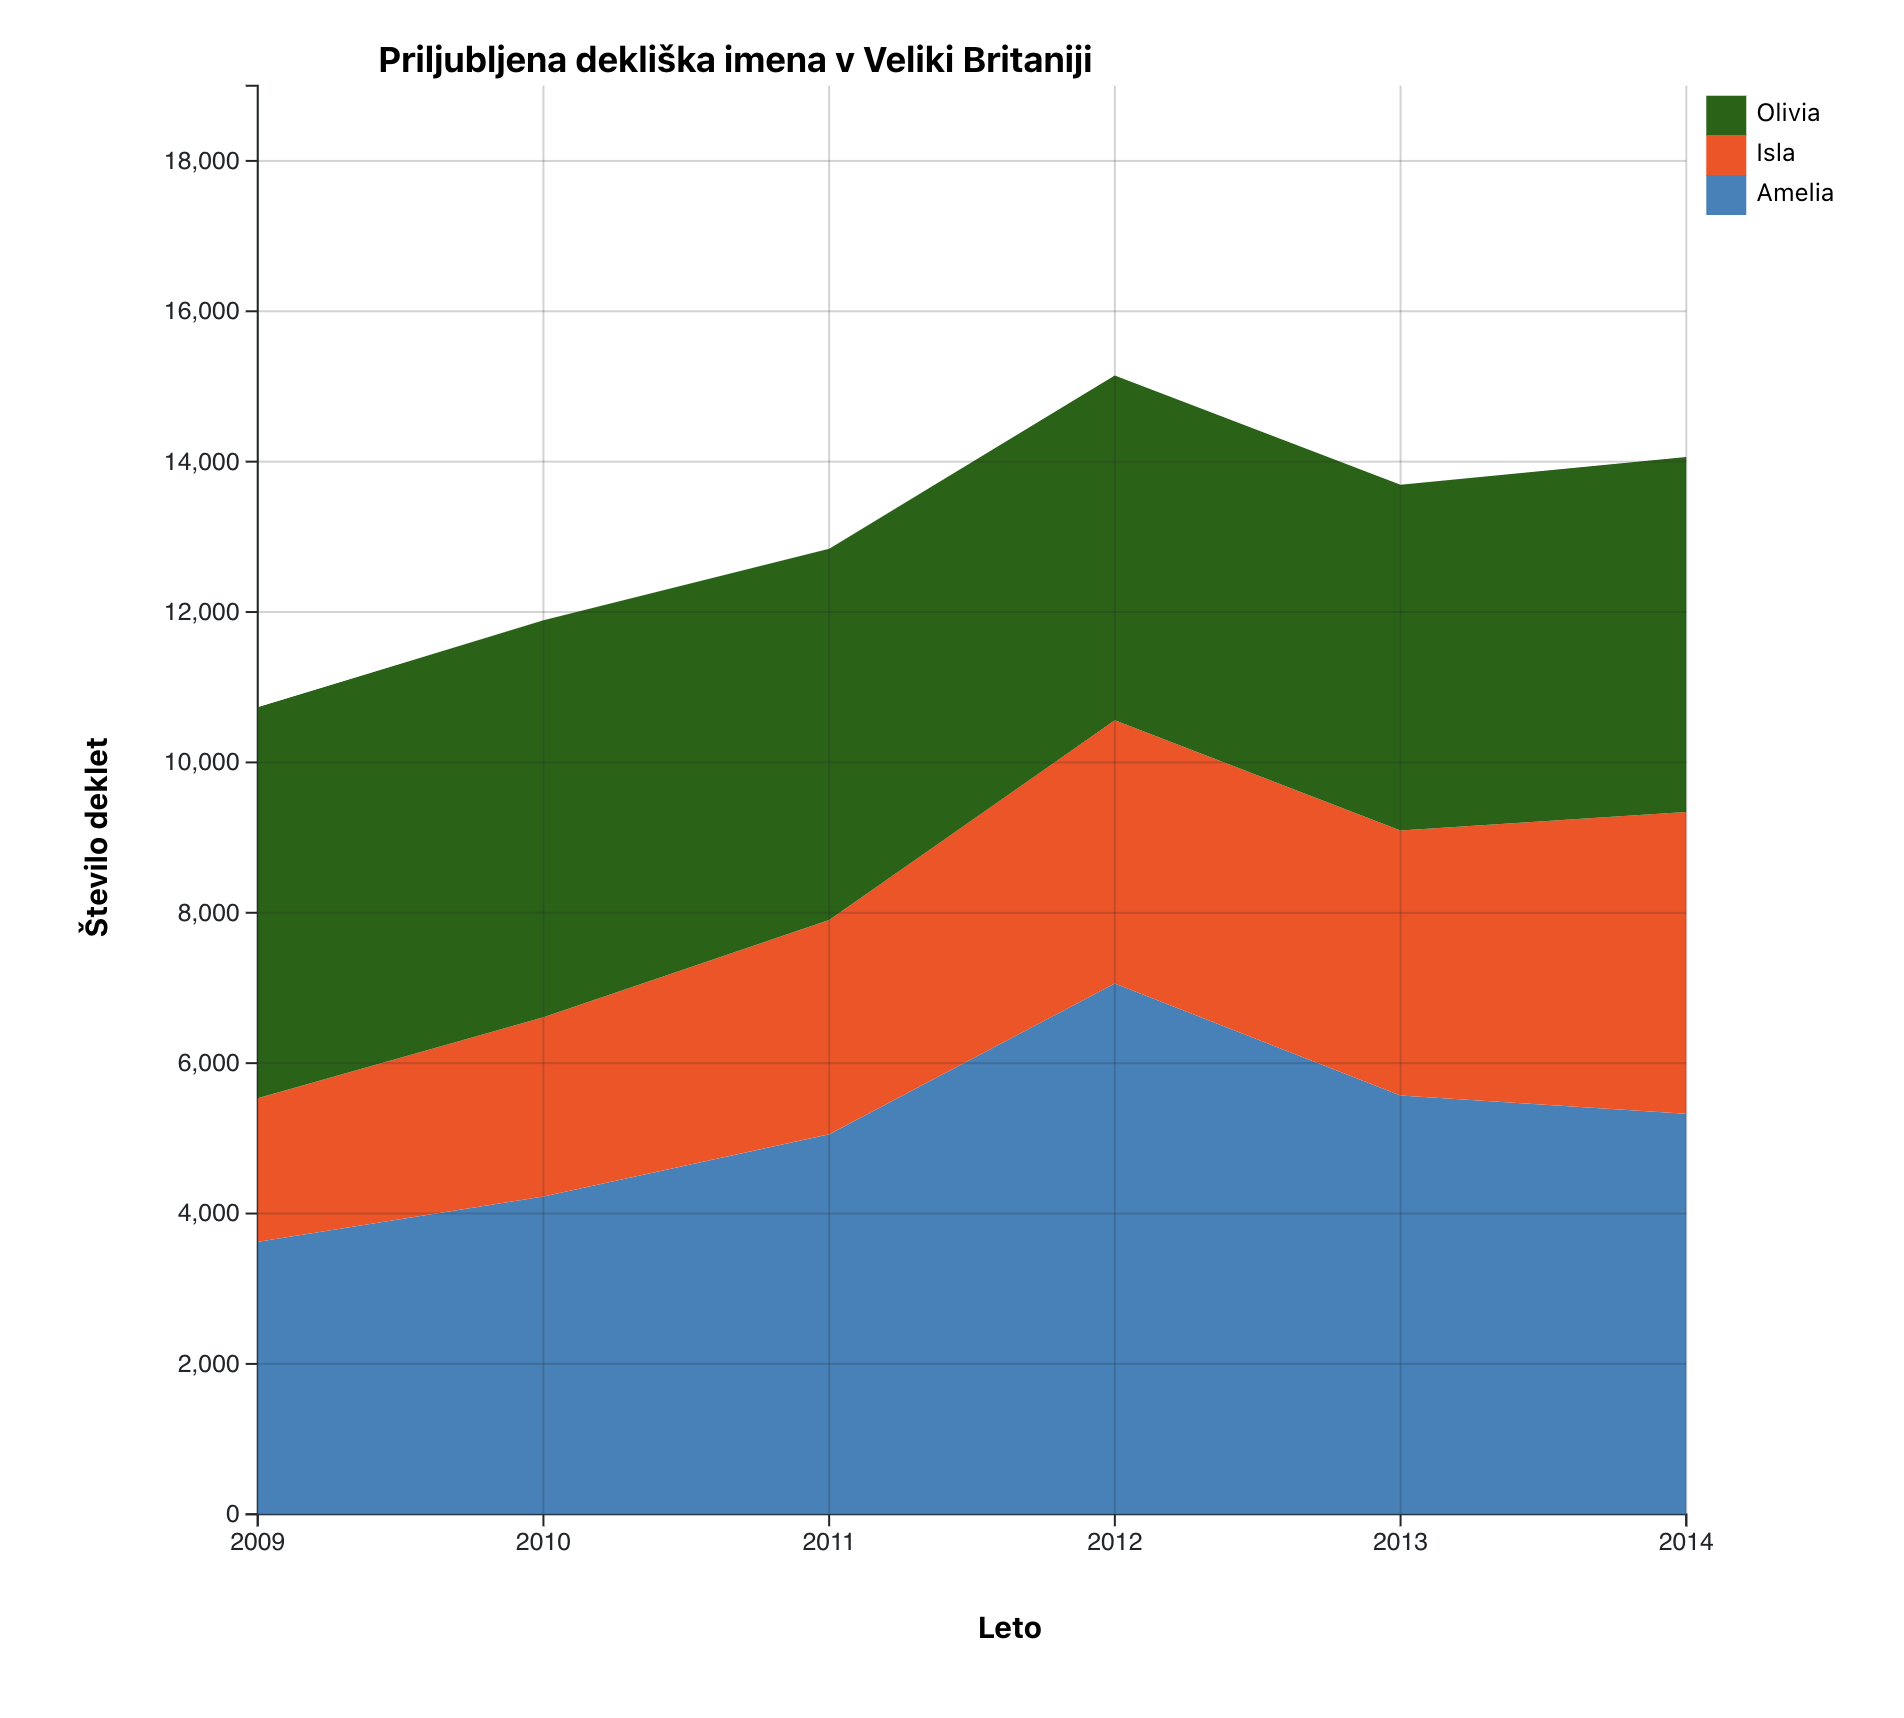 Priljubljena dekliška imena v Veliki Britaniji
Olivia
Isla
Amelia
18,000
16,000
14,000
12,000
10,000
8,000
6,000
4,000
2,000
0
Število deklet
2009 2010 2011 2012 2013 2014
Leto